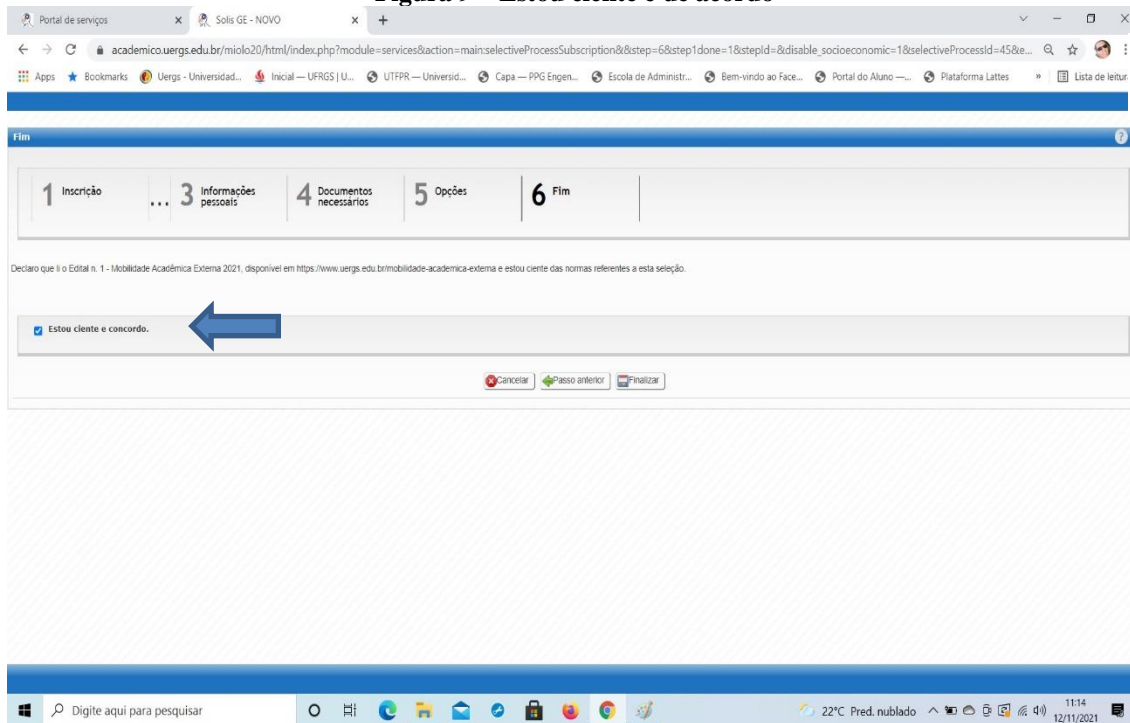 Figura 9 – Estou ciente e de acordo
Portal de serviços
Solis GE - NOVO
academico.uergs.edu.br/miolo20/html/index.php?module=services&action=main:selectiveProcessSubscription&&step=6&step1done=1&stepId=&disable_socioeconomic=1&selectiveProcessId=45&e...
Apps Bookmarks Uergs - Universidad... Inicial — UFRGS | U... UTFPR — Universid... Capa — PPG Engen... Escola de Administr... Bem-vindo ao Face... Portal do Aluno —... Plataforma Lattes » Lista de leitur
Fim
1 Inscrição ... 3 Informações pessoais 4 Documentos necessários 5 Opções 6 Fim
Declaro que li o Edital n. 1 - Mobilidade Acadêmica Externa 2021, disponível em https://www.uergs.edu.br/mobilidade-academica-externa e estou ciente das normas referentes a esta seleção.
Estou ciente e concordo.
Cancelar Passo anterior Finalizar
Digite aqui para pesquisar
22°C Pred. nublado
11:14
12/11/2021